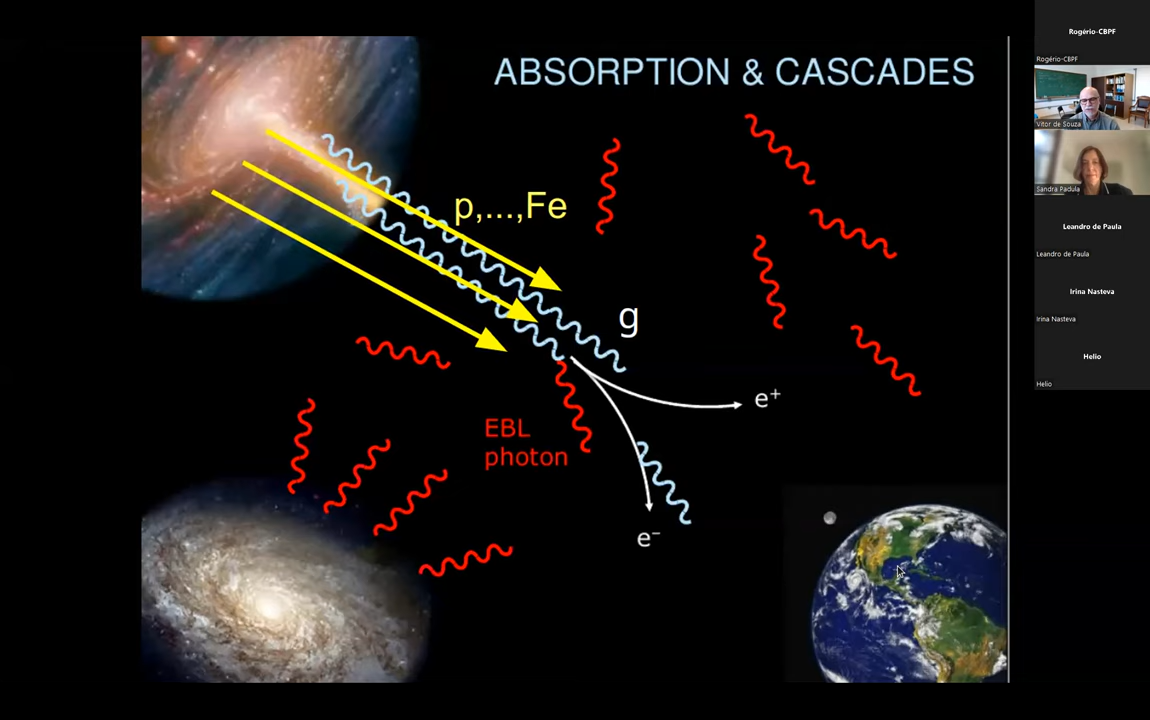 ABSORPTION & CASCADES
p,...,Fe
g
e⁺
EBL
photon
e⁻
Rogério-CBPF
Rogério-CBPF
Vitor de Souza
Sandra Padula
Leandro de Paula
Leandro de Paula
Irina Nasteva
Irina Nasteva
Helio
Helio